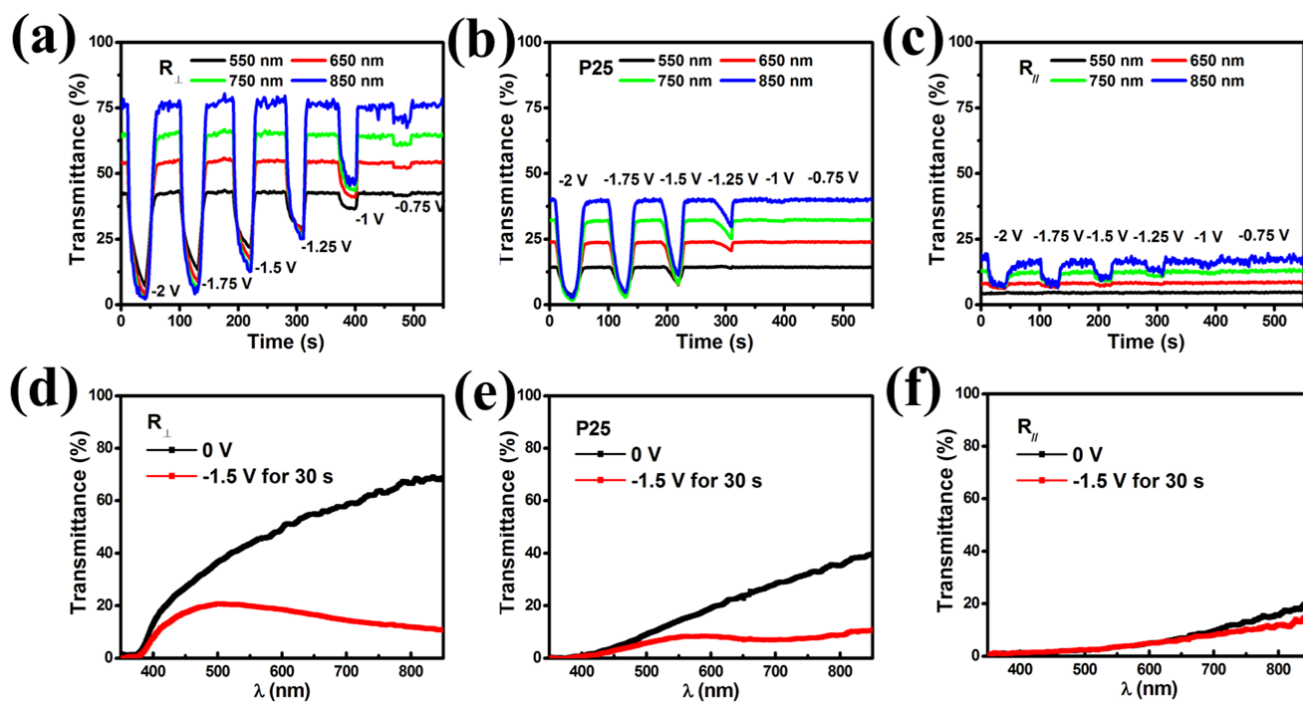 (a)
R⊥
550 nm 650 nm
750 nm 850 nm
100
75
50
25
0
Transmittance (%)
-2 V
-1.75 V
-1.5 V
-1.25 V
-1 V
-0.75 V
0 100 200 300 400 500
Time (s)
(b)
P25
550 nm 650 nm
750 nm 850 nm
100
75
50
25
0
Transmittance (%)
-2 V -1.75 V -1.5 V -1.25 V -1 V -0.75 V
0 100 200 300 400 500
Time (s)
(c)
R//
550 nm 650 nm
750 nm 850 nm
100
75
50
25
0
Transmittance (%)
-2 V -1.75 V -1.5 V -1.25 V -1 V -0.75 V
0 100 200 300 400 500
Time (s)
(d)
R⊥
0 V
-1.5 V for 30 s
100
80
60
40
20
0
Transmittance (%)
400 500 600 700 800
λ (nm)
(e)
P25
0 V
-1.5 V for 30 s
100
80
60
40
20
0
Transmittance (%)
400 500 600 700 800
λ (nm)
(f)
R//
0 V
-1.5 V for 30 s
100
80
60
40
20
0
Transmittance (%)
400 500 600 700 800
λ (nm)